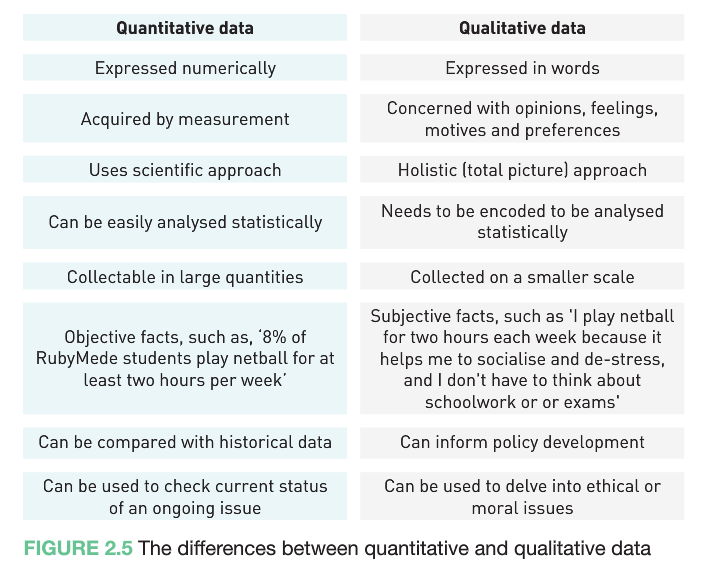 Quantitative data
Qualitative data
Expressed numerically
Expressed in words
Acquired by measurement
Concerned with opinions, feelings,
motives and preferences
Uses scientific approach
Holistic (total picture) approach
Can be easily analysed statistically
Needs to be encoded to be analysed
statistically
Collectable in large quantities
Collected on a smaller scale
Objective facts, such as, ‘8% of
RubyMede students play netball for at
least two hours per week’
Subjective facts, such as 'I play netball
for two hours each week because it
helps me to socialise and de-stress,
and I don't have to think about
schoolwork or or exams'
Can be compared with historical data
Can inform policy development
Can be used to check current status
of an ongoing issue
Can be used to delve into ethical or
moral issues
FIGURE 2.5 The differences between quantitative and qualitative data